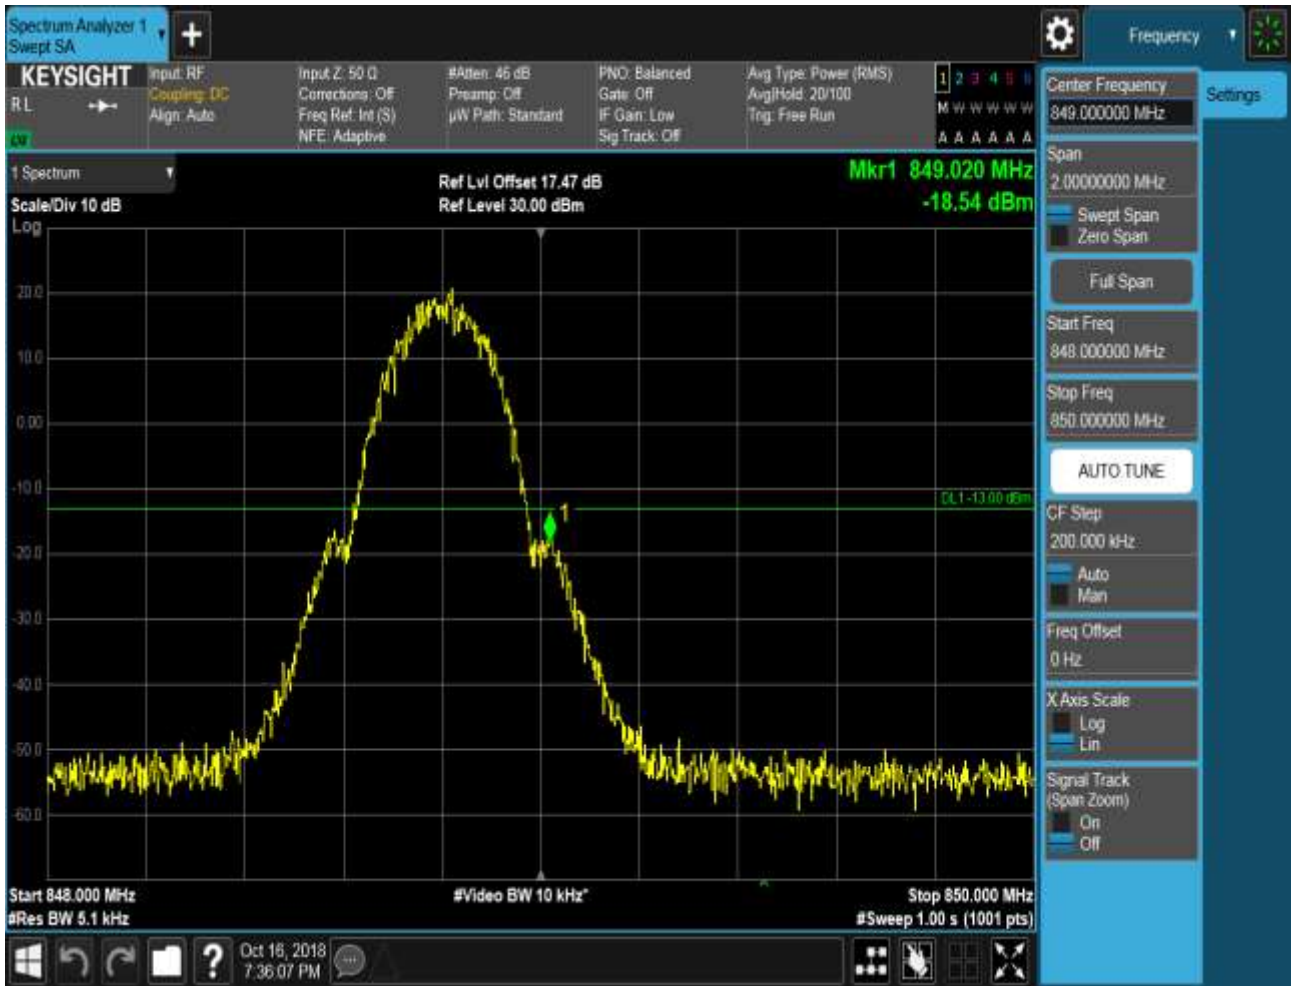 Spectrum Analyzer 1
Swept SA
+
Frequency
KEYSIGHT
R L
Input: RF
Coupling: DC
Align: Auto
Input Z: 50 Ω
Corrections: Off
Freq Ref: Int (S)
NFE: Adaptive
#Atten: 46 dB
Preamp: Off
µW Path: Standard
PNO: Balanced
Gate: Off
IF Gain: Low
Sig Track: Off
Avg Type: Power (RMS)
Avg|Hold: 20/100
Trig: Free Run
1 2 3 4 5 6
M W W W W W
A A A A A A
1 Spectrum
Scale/Div 10 dB
Log
Ref Lvl Offset 17.47 dB
Ref Level 30.00 dBm
Mkr1 849.020 MHz
-18.54 dBm
20.0
10.0
0.00
-10.0
-20.0
-30.0
-40.0
-50.0
-60.0
DL1 -13.00 dBm
1
Start 848.000 MHz
#Res BW 5.1 kHz
#Video BW 10 kHz*
Stop 850.000 MHz
#Sweep 1.00 s (1001 pts)
Center Frequency
849.000000 MHz
Settings
Span
2.00000000 MHz
Swept Span
Zero Span
Full Span
Start Freq
848.000000 MHz
Stop Freq
850.000000 MHz
AUTO TUNE
CF Step
200.000 kHz
Auto
Man
Freq Offset
0 Hz
X Axis Scale
Log
Lin
Signal Track
(Span Zoom)
On
Off
?
Oct 16, 2018
7:36:07 PM